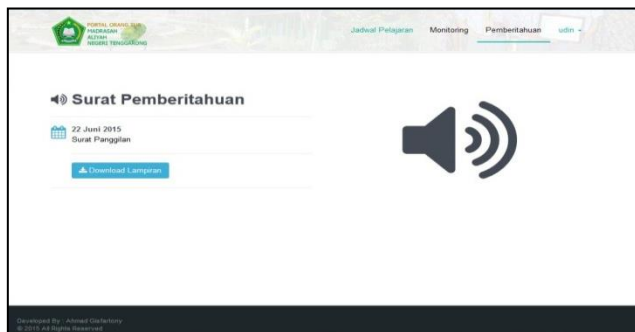 PORTAL ORANG TUA
MADRASAH
ALIYAH
NEGERI TENGGARONG
Jadwal Pelajaran
Monitoring
Pemberitahuan
udin
Surat Pemberitahuan
22 Juni 2015
Surat Panggilan
Download Lampiran
Developed By : Ahmad
© 2015 All Rights Reserved